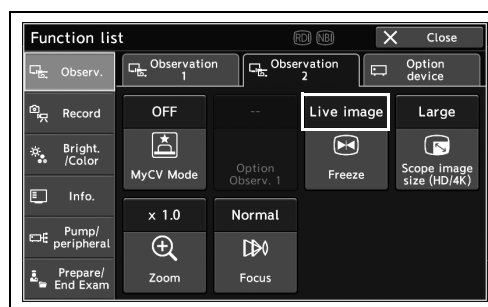 Function list
RDI NBI
Close
Observ.
Record
Bright.
/Color
Info.
Pump/
peripheral
Prepare/
End Exam
Observation
1
Observation
2
Option
device
OFF
MyCV Mode
--
Option
Observ. 1
Live image
Freeze
Large
Scope image
size (HD/4K)
x 1.0
Zoom
Normal
Focus